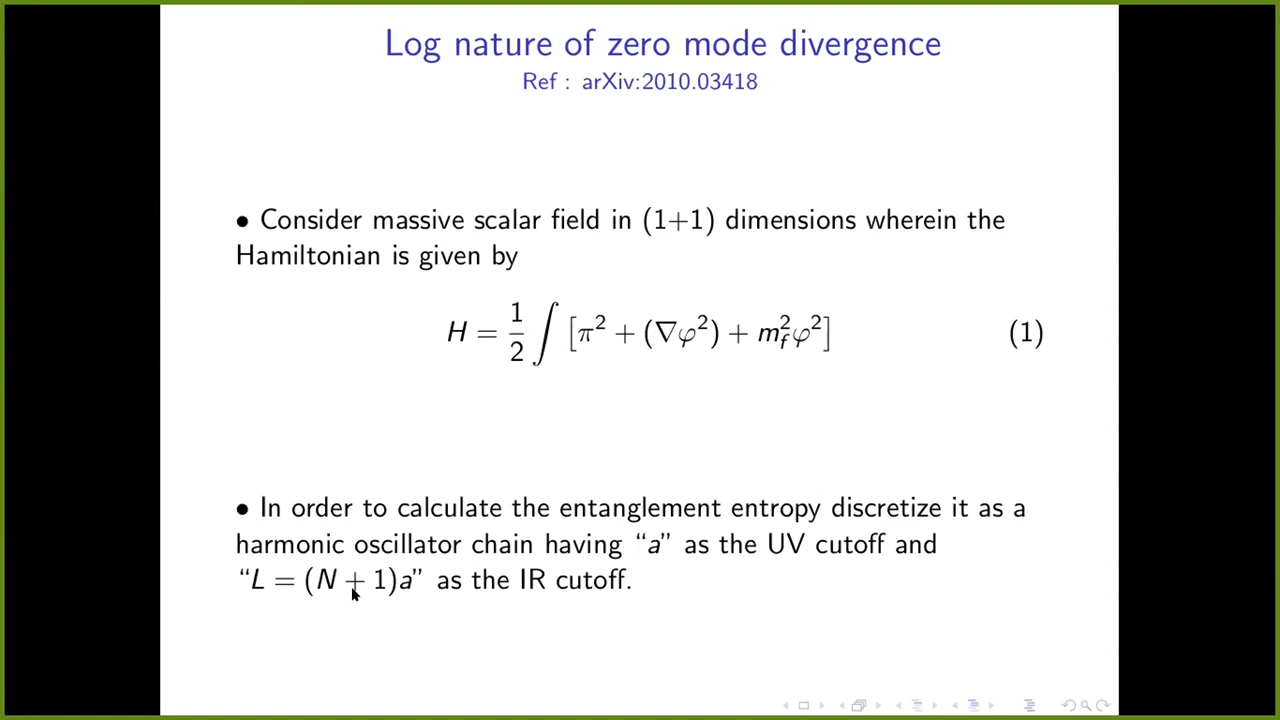 Log nature of zero mode divergence
Ref : arXiv:2010.03418
• Consider massive scalar field in (1+1) dimensions wherein the
Hamiltonian is given by
H = \frac{1}{2} ∫ [π² + (∇φ²) + m_f²φ²] (1)
• In order to calculate the entanglement entropy discretize it as a
harmonic oscillator chain having “a” as the UV cutoff and
“L = (N + 1)a” as the IR cutoff.